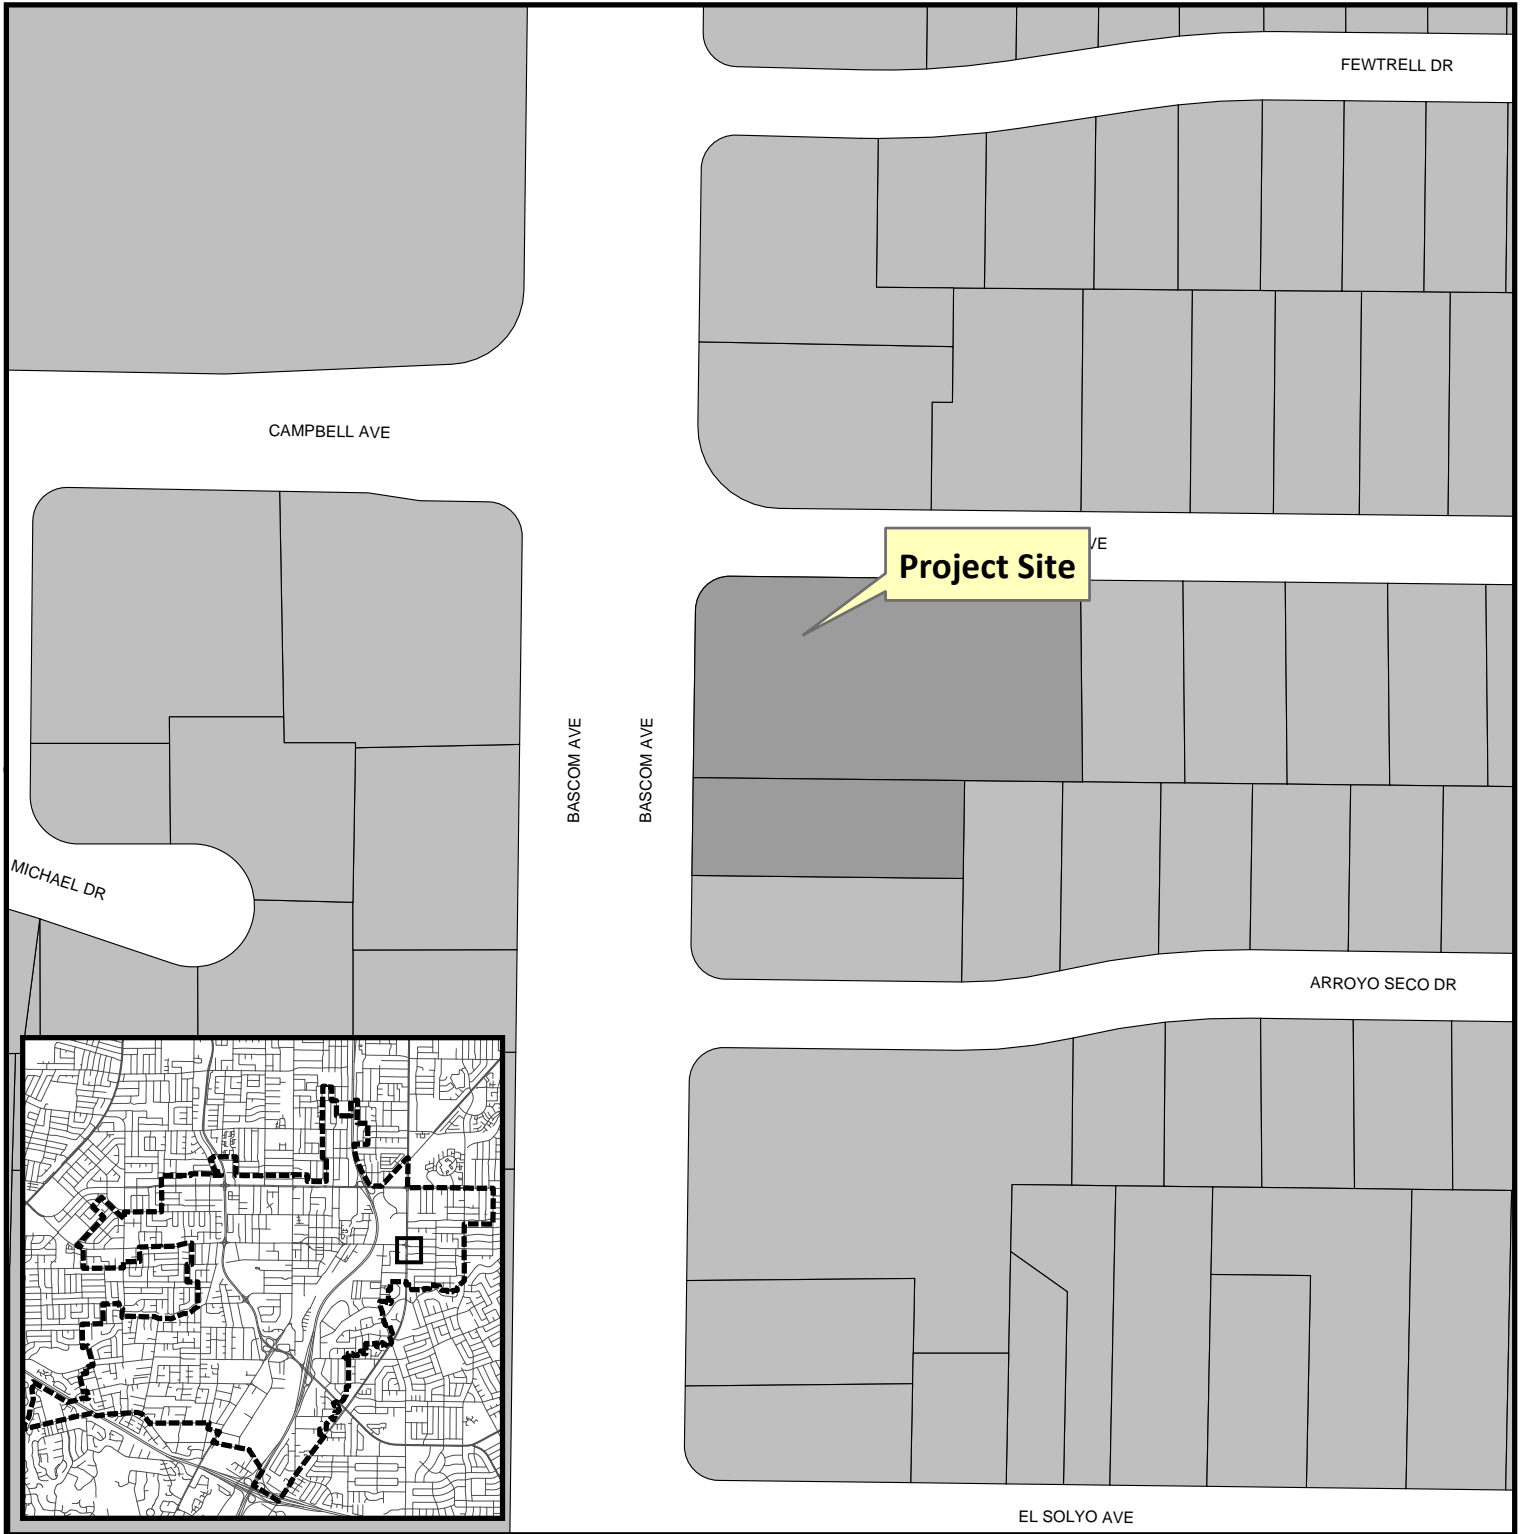 FEWTRELL DR
CAMPBELL AVE
VE
Project Site
BASCOM AVE
BASCOM AVE
MICHAEL DR
ARROYO SECO DR
EL SOLYO AVE